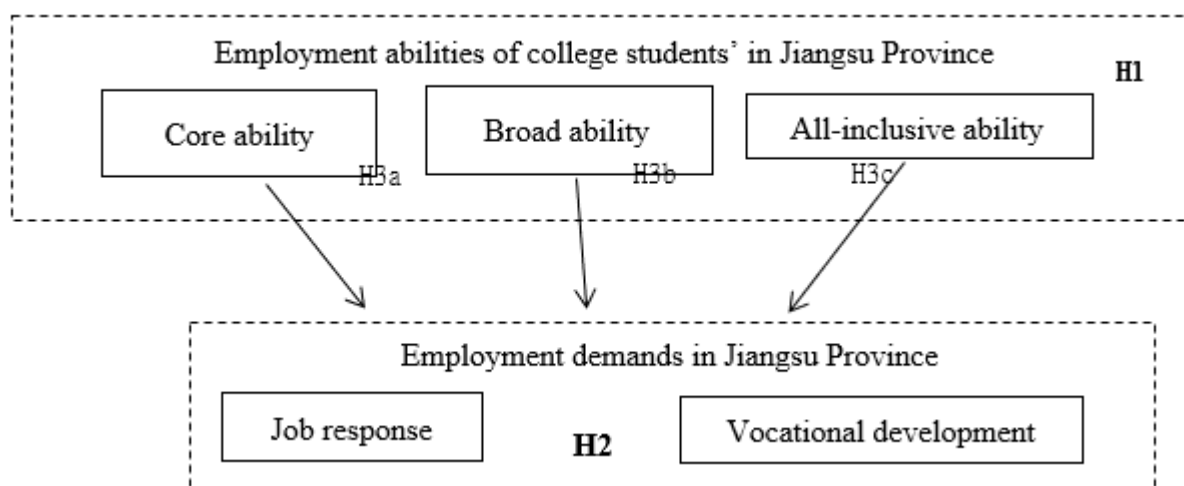 Employment abilities of college students’ in Jiangsu Province
H1
Core ability
Broad ability
All-inclusive ability
H3a
H3b
H3c
Employment demands in Jiangsu Province
Job response
H2
Vocational development